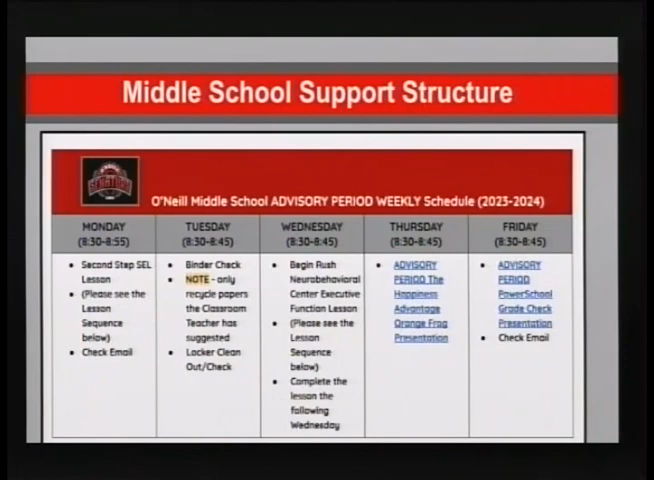 Middle School Support Structure
O'Neill Middle School ADVISORY PERIOD WEEKLY Schedule (2023-2024)
MONDAY
(8:30-8:55)
TUESDAY
(8:30-8:45)
WEDNESDAY
(8:30-8:45)
THURSDAY
(8:30-8:45)
FRIDAY
(8:30-8:45)
Second Step SEL
Lesson
(Please see the
Lesson
Sequence
below)
Check Email
Binder Check
NOTE - only
recycle papers
the Classroom
Teacher has
suggested
Locker Clean
Out/Check
Begin Rush
Neurobehavioral
Center Executive
Function Lesson
(Please see the
Lesson
Sequence
below)
Complete the
lesson the
following
Wednesday
ADVISORY
PERIOD The
Happiness
Advantage
Orange Frog
Presentation
ADVISORY
PERIOD
PowerSchool
Grade Check
Presentation
Check Email